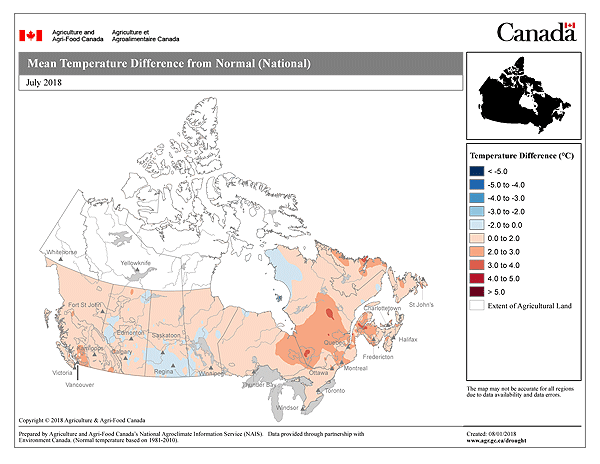 Agriculture and Agri-Food Canada
Agriculture et Agroalimentaire Canada
Canada
Mean Temperature Difference from Normal (National)
July 2018
Temperature Difference (°C)
< -5.0
-5.0 to -4.0
-4.0 to -3.0
-3.0 to -2.0
-2.0 to 0.0
0.0 to 2.0
2.0 to 3.0
3.0 to 4.0
4.0 to 5.0
> 5.0
Extent of Agricultural Land
Whitehorse
Yellowknife
Fort St John
Edmonton
Saskatoon
Kamloops
Calgary
Regina
Winnipeg
Victoria
Vancouver
Thunder Bay
Windsor
Toronto
Ottawa
Montreal
Quebec
Fredericton
Halifax
Charlottetown
St John's
The map may not be accurate for all regions
due to data availability and data errors.
Copyright © 2018 Agriculture & Agri-Food Canada
Prepared by Agriculture and Agri-Food Canada's National Agroclimate Information Service (NAIS). Data provided through partnership with
Environment Canada. (Normal temperature based on 1981-2010).
Created: 08/01/2018
www.agr.gc.ca/drought